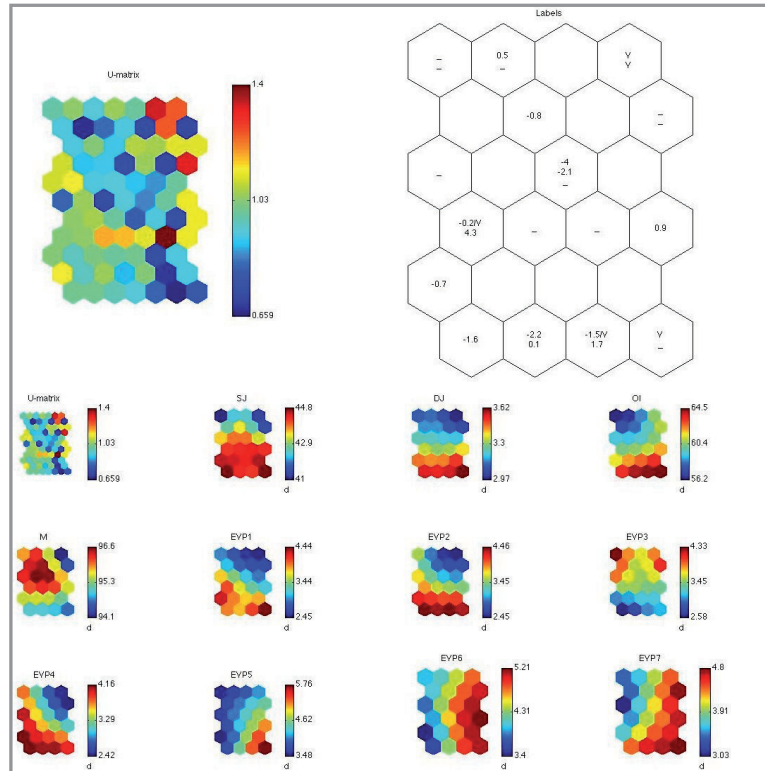 Labels
U-matrix
1.4
1.03
0.659
– 0.5 V
– – V
-0.8 –
–
– -4
-2.1
–
-0.2/V – – 0.9
4.3
-0.7
-1.6 -2.2 -1.5/V V
0.1 1.7 –
U-matrix SJ DJ OI
1.4 44.8 3.62 64.5
1.03 42.9 3.3 60.4
0.659 41 2.97 56.2
d d d
M EYP1 EYP2 EYP3
96.6 4.44 4.46 4.33
95.3 3.44 3.45 3.45
94.1 2.45 2.45 2.58
d d d d
EYP4 EYP5 EYP6 EYP7
4.16 5.76 5.21 4.8
3.29 4.62 4.31 3.91
2.42 3.48 3.4 3.03
d d d d